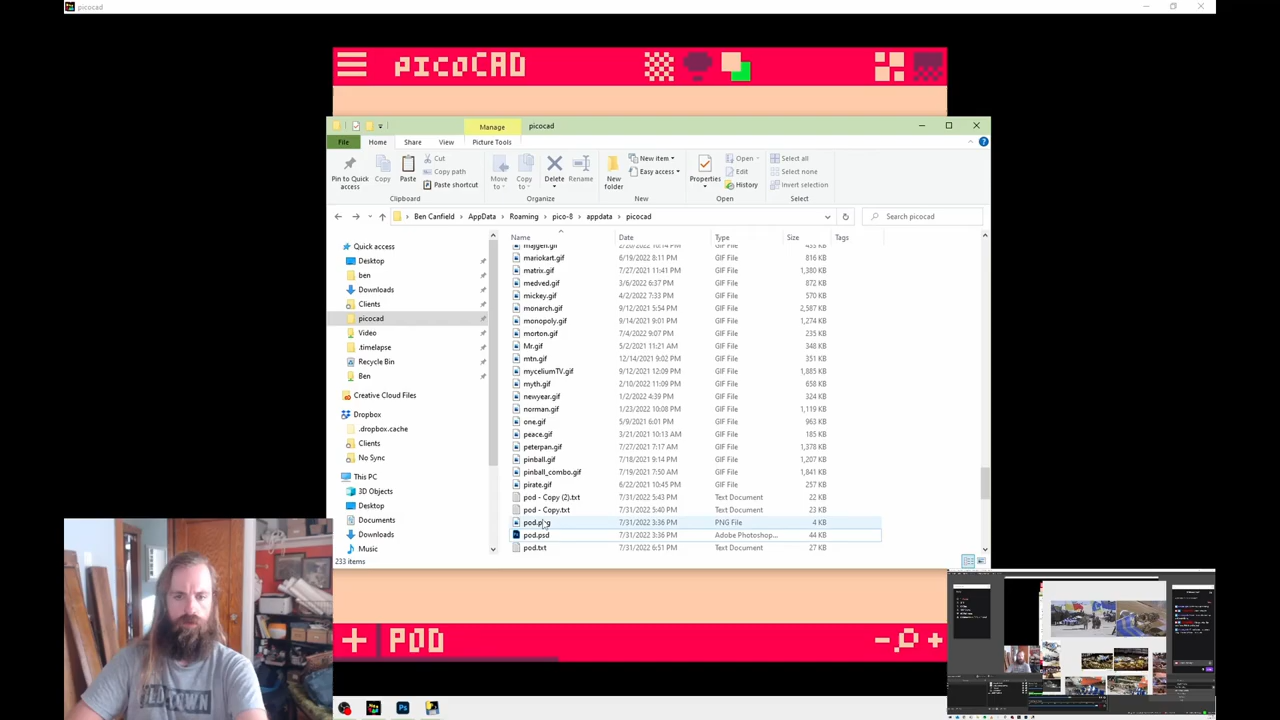 picocad
picoCAD
Manage
picocad
File
Home
Share
View
Picture Tools
Pin to Quick access
Copy
Paste
Cut
Copy path
Paste shortcut
Move to
Copy to
Delete
Rename
New folder
New item
Easy access
Properties
Open
Edit
History
Select all
Select none
Invert selection
Clipboard
Organize
New
Open
Select
Ben Canfield > AppData > Roaming > pico-8 > appdata > picocad
Search picocad
Name Date Type Size Tags
Quick access
Desktop
ben
Downloads
Clients
picocad
Video
.timelapse
Recycle Bin
Ben
Creative Cloud Files
Dropbox
.dropbox.cache
Clients
No Sync
This PC
3D Objects
Desktop
Documents
Downloads
Music
mariokart.gif 6/19/2022 8:11 PM GIF File 816 KB
matrix.gif 7/27/2021 11:41 PM GIF File 1,380 KB
medved.gif 3/6/2022 6:37 PM GIF File 872 KB
mickey.gif 4/2/2022 7:33 PM GIF File 570 KB
monarch.gif 9/12/2021 5:54 PM GIF File 2,587 KB
monopoly.gif 9/14/2021 9:01 PM GIF File 1,274 KB
morton.gif 7/4/2022 9:07 PM GIF File 235 KB
Mr.gif 5/2/2021 11:21 AM GIF File 348 KB
mtn.gif 12/14/2021 9:02 PM GIF File 351 KB
myceliumTV.gif 9/12/2021 12:09 PM GIF File 1,885 KB
myth.gif 2/10/2022 11:09 PM GIF File 658 KB
newyear.gif 1/2/2022 4:39 PM GIF File 324 KB
norman.gif 1/23/2022 10:08 PM GIF File 1,119 KB
one.gif 5/9/2021 6:01 PM GIF File 963 KB
peace.gif 3/21/2021 10:13 AM GIF File 185 KB
peterpan.gif 7/27/2021 7:17 AM GIF File 1,378 KB
pinball.gif 7/18/2021 9:14 PM GIF File 1,207 KB
pinball_combo.gif 7/19/2021 7:50 AM GIF File 1,841 KB
pirate.gif 6/22/2021 10:45 PM GIF File 257 KB
pod - Copy (2).txt 7/31/2022 5:43 PM Text Document 22 KB
pod - Copy.txt 7/31/2022 5:40 PM Text Document 23 KB
pod.png 7/31/2022 3:36 PM PNG File 4 KB
pod.psd 7/31/2022 3:36 PM Adobe Photoshop... 44 KB
pod.txt 7/31/2022 6:51 PM Text Document 27 KB
233 items
POD